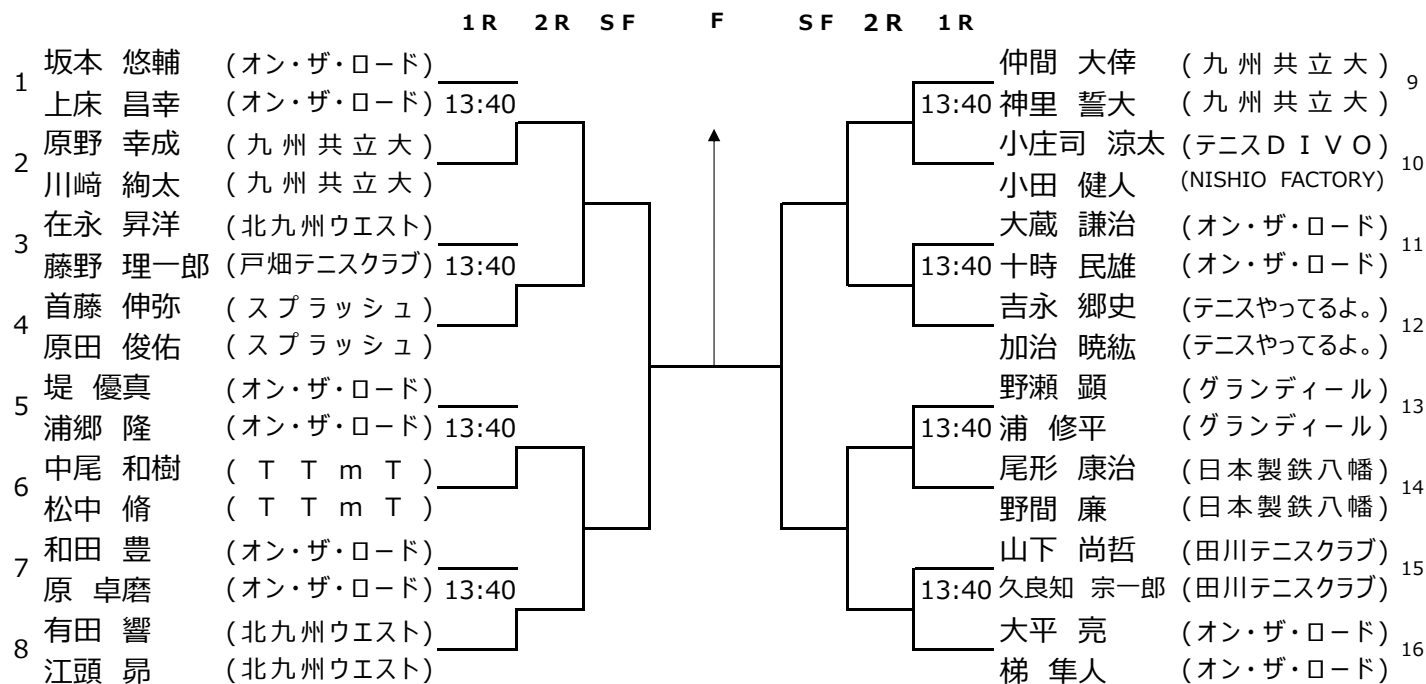 1R 2R SF F SF 2R 1R
1 坂本 悠輔 (オン・ザ・ロード)
上床 昌幸 (オン・ザ・ロード) 13:40
2 原野 幸成 (九州共立大)
川﨑 絢太 (九州共立大)
3 在永 昇洋 (北九州ウエスト)
藤野 理一郎 (戸畑テニスクラブ) 13:40
4 首藤 伸弥 (スプラッシュ)
原田 俊佑 (スプラッシュ)
5 堤 優真 (オン・ザ・ロード)
浦郷 隆 (オン・ザ・ロード) 13:40
6 中尾 和樹 (TTmT)
松中 脩 (TTmT)
7 和田 豊 (オン・ザ・ロード)
原 卓磨 (オン・ザ・ロード) 13:40
8 有田 響 (北九州ウエスト)
江頭 昴 (北九州ウエスト)
仲間 大倖 (九州共立大) 9
13:40 神里 誓大 (九州共立大)
小庄司 涼太 (テニスDIVO) 10
小田 健人 (NISHIO FACTORY)
大蔵 謙治 (オン・ザ・ロード) 11
13:40 十時 民雄 (オン・ザ・ロード)
吉永 郷史 (テニスやってるよ。) 12
加治 暁紘 (テニスやってるよ。)
野瀬 顕 (グランディール) 13
13:40 浦 修平 (グランディール)
尾形 康治 (日本製鉄八幡) 14
野間 廉 (日本製鉄八幡)
山下 尚哲 (田川テニスクラブ) 15
13:40 久良知 宗一郎 (田川テニスクラブ)
大平 亮 (オン・ザ・ロード) 16
梯 隼人 (オン・ザ・ロード)